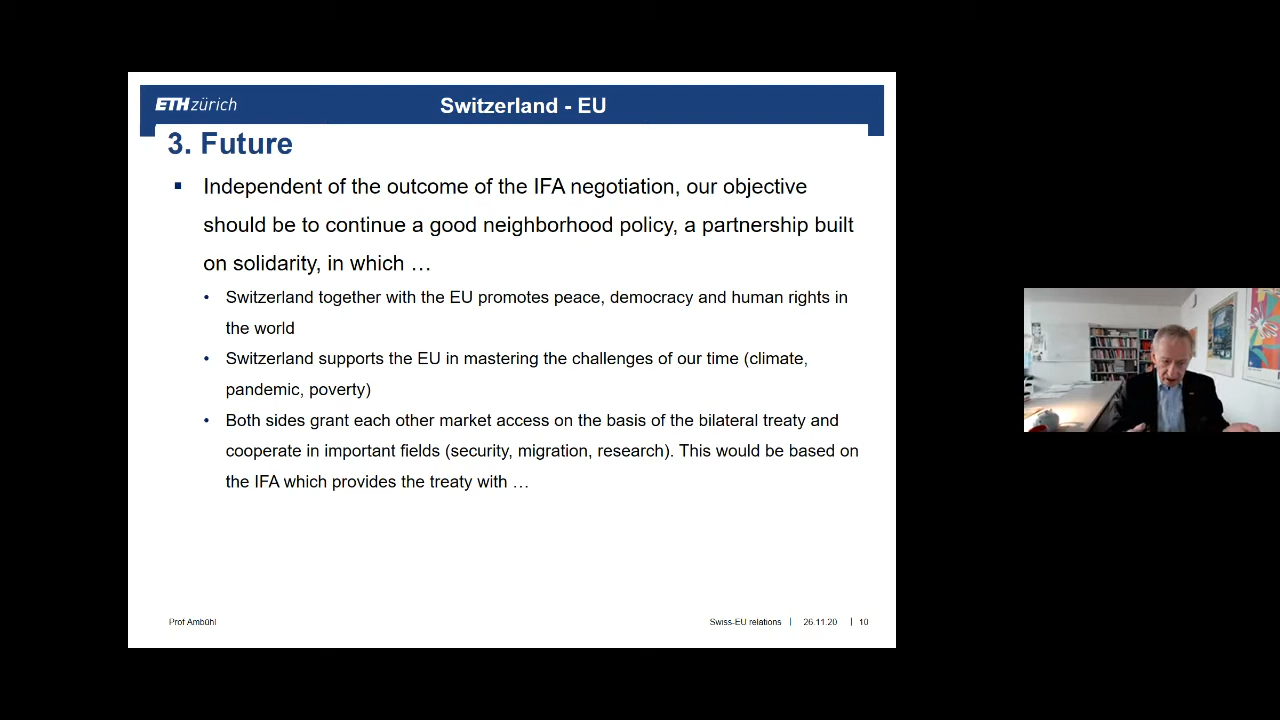 ETH zürich
Switzerland - EU
3. Future
Independent of the outcome of the IFA negotiation, our objective
should be to continue a good neighborhood policy, a partnership built
on solidarity, in which …
Switzerland together with the EU promotes peace, democracy and human rights in
the world
Switzerland supports the EU in mastering the challenges of our time (climate,
pandemic, poverty)
Both sides grant each other market access on the basis of the bilateral treaty and
cooperate in important fields (security, migration, research). This would be based on
the IFA which provides the treaty with …
Prof Ambühl
Swiss-EU relations | 26.11.20 | 10